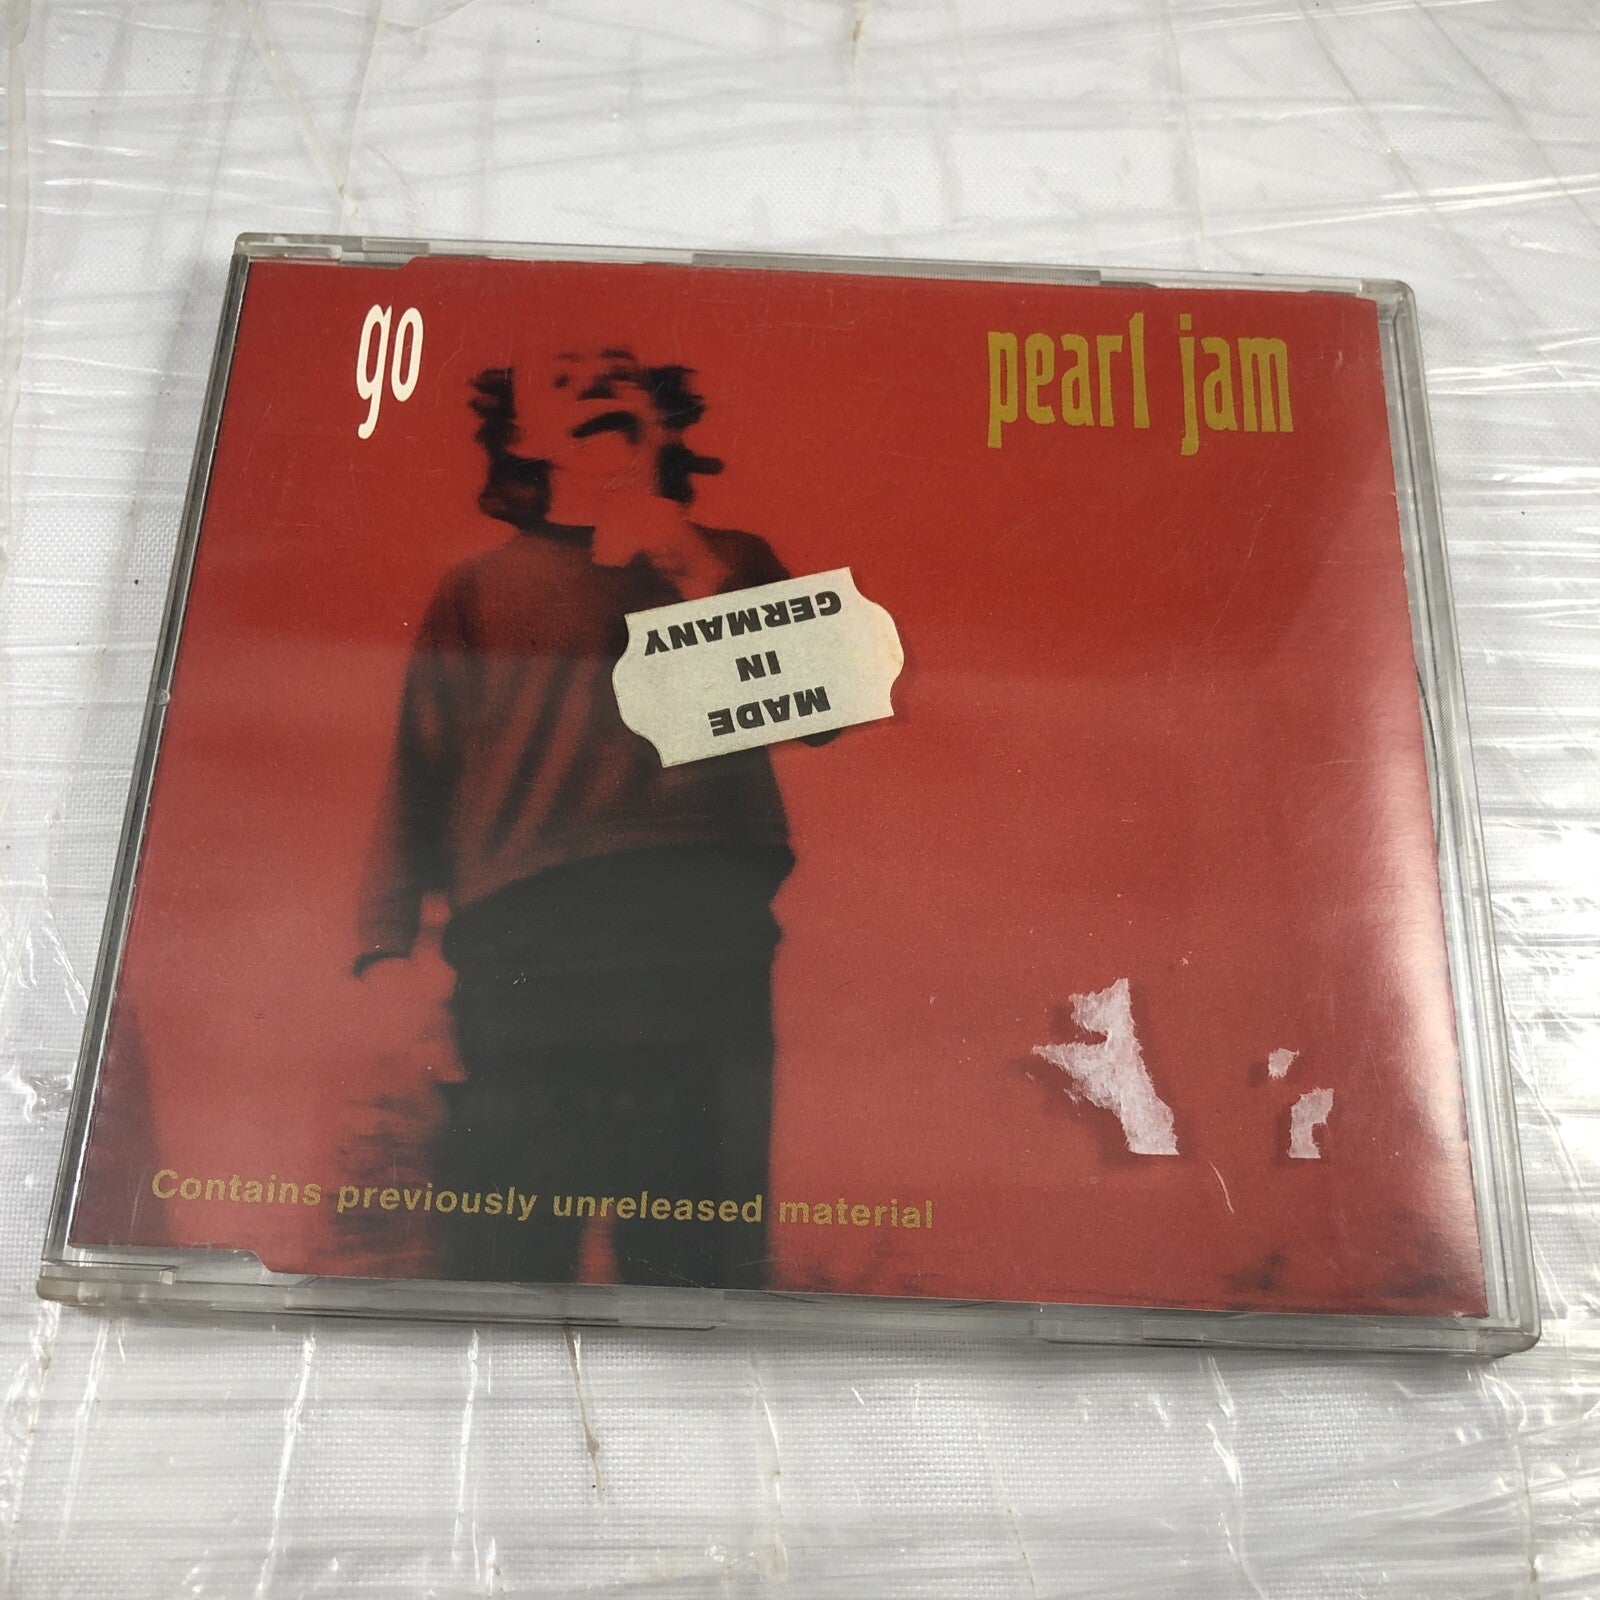 go
pearl jam
MADE
IN
GERMANY
Contains previously unreleased material